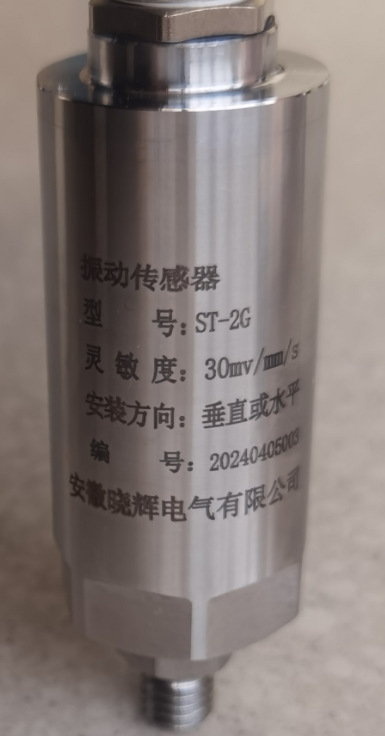 振动传感器
型 号: ST-2G
灵敏度: 30mv/mm/s
安装方向: 垂直或水平
编 号: 20240405003
安徽晓辉电气有限公司